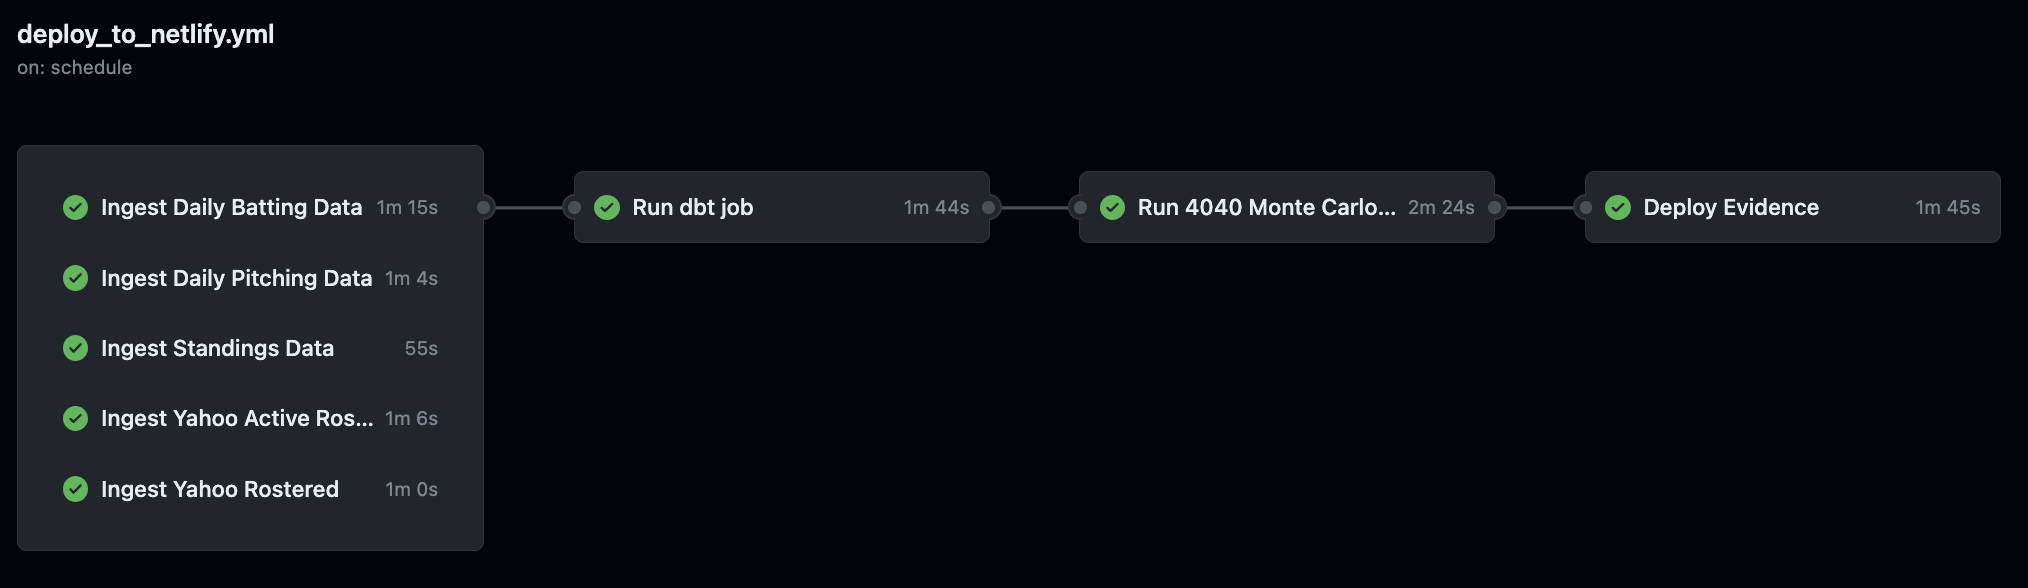 deploy_to_netlify.yml
on: schedule
Ingest Daily Batting Data 1m 15s
Ingest Daily Pitching Data 1m 4s
Ingest Standings Data 55s
Ingest Yahoo Active Ros... 1m 6s
Ingest Yahoo Rostered 1m 0s
Run dbt job 1m 44s
Run 4040 Monte Carlo... 2m 24s
Deploy Evidence 1m 45s